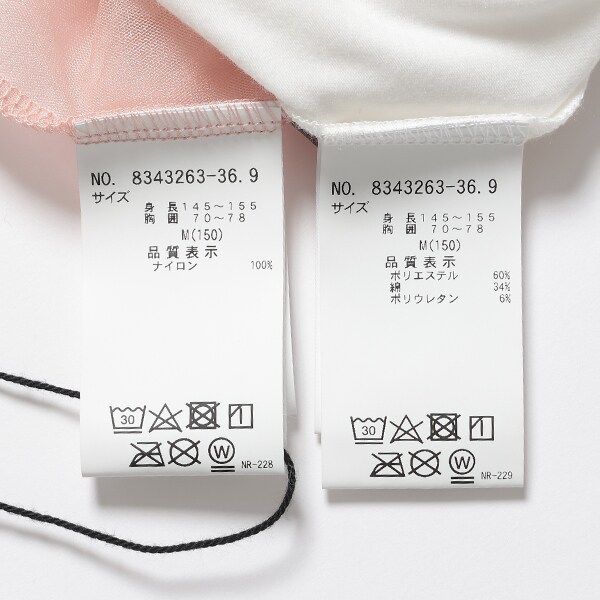 NO. 8343263-36.9
サイズ
身長145～155
胸囲 70～78
M(150)
品質表示
ナイロン 100%
30
W
NR-228
NO. 8343263-36.9
サイズ
身長145～155
胸囲 70～78
M(150)
品質表示
ポリエステル 60%
綿 34%
ポリウレタン 6%
30
W
NR-229